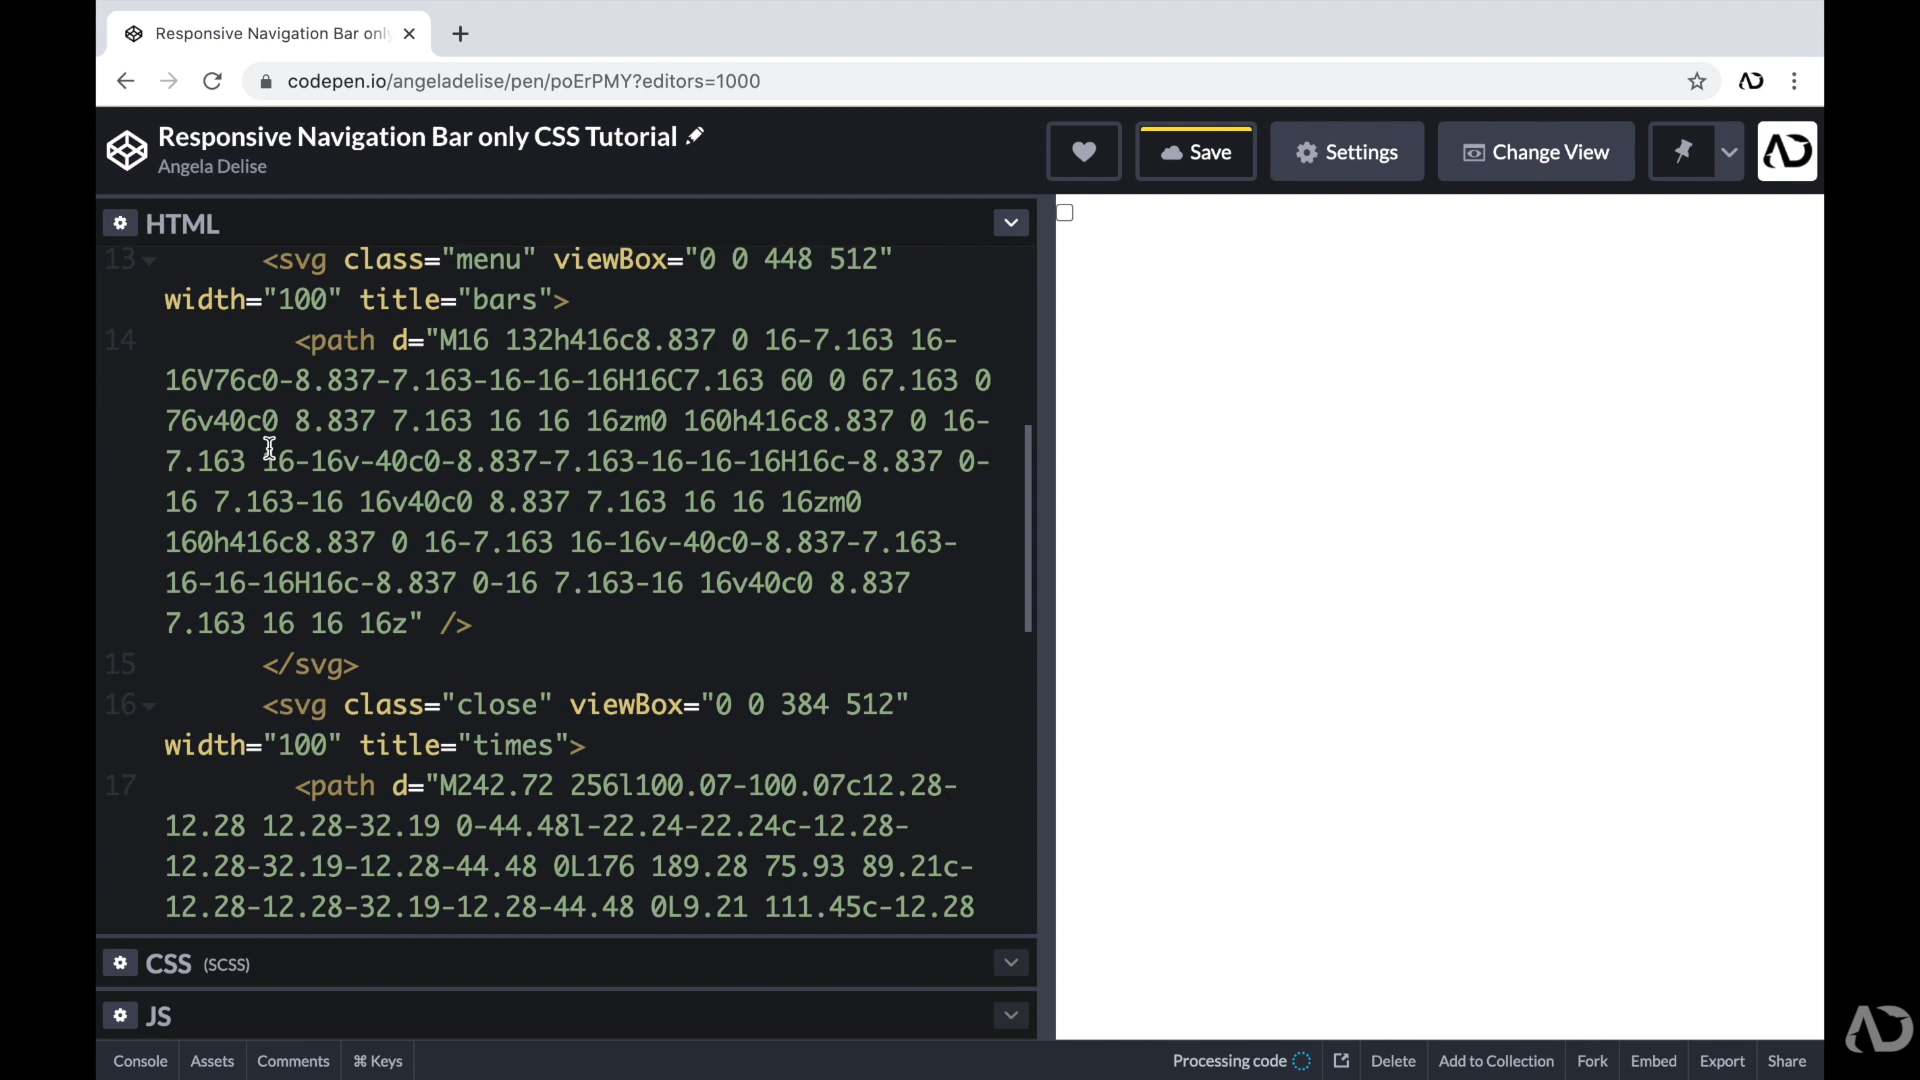 Responsive Navigation Bar onl
codepen.io/angeladelise/pen/poErPMY?editors=1000
Responsive Navigation Bar only CSS Tutorial
Angela Delise
Save
Settings
Change View
HTML
13 <svg class="menu" viewBox="0 0 448 512"
width="100" title="bars">
14 <path d="M16 132h416c8.837 0 16-7.163 16-
16V76c0-8.837-7.163-16-16-16H16C7.163 60 0 67.163 0
76v40c0 8.837 7.163 16 16 16zm0 160h416c8.837 0 16-
7.163 16-16v-40c0-8.837-7.163-16-16-16H16c-8.837 0-
16 7.163-16 16v40c0 8.837 7.163 16 16 16zm0
160h416c8.837 0 16-7.163 16-16v-40c0-8.837-7.163-
16-16-16H16c-8.837 0-16 7.163-16 16v40c0 8.837
7.163 16 16 16z" />
15 </svg>
16 <svg class="close" viewBox="0 0 384 512"
width="100" title="times">
17 <path d="M242.72 256l100.07-100.07c12.28-
12.28 12.28-32.19 0-44.48l-22.24-22.24c-12.28-
12.28-32.19-12.28-44.48 0L176 189.28 75.93 89.21c-
12.28-12.28-32.19-12.28-44.48 0L9.21 111.45c-12.28
CSS (SCSS)
JS
Console Assets Comments ⌘ Keys Processing code Delete Add to Collection Fork Embed Export Share